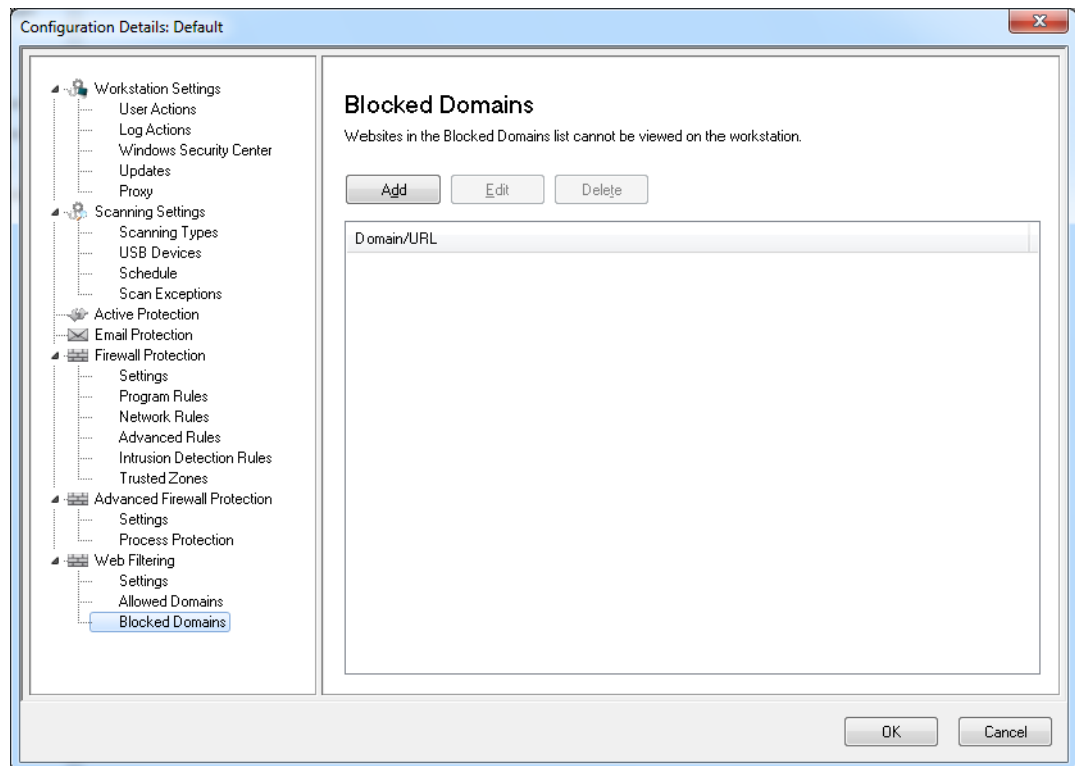 Configuration Details: Default
Workstation Settings
User Actions
Log Actions
Windows Security Center
Updates
Proxy
Scanning Settings
Scanning Types
USB Devices
Schedule
Scan Exceptions
Active Protection
Email Protection
Firewall Protection
Settings
Program Rules
Network Rules
Advanced Rules
Intrusion Detection Rules
Trusted Zones
Advanced Firewall Protection
Settings
Process Protection
Web Filtering
Settings
Allowed Domains
Blocked Domains
Blocked Domains
Websites in the Blocked Domains list cannot be viewed on the workstation.
Add Edit Delete
Domain/URL
OK Cancel